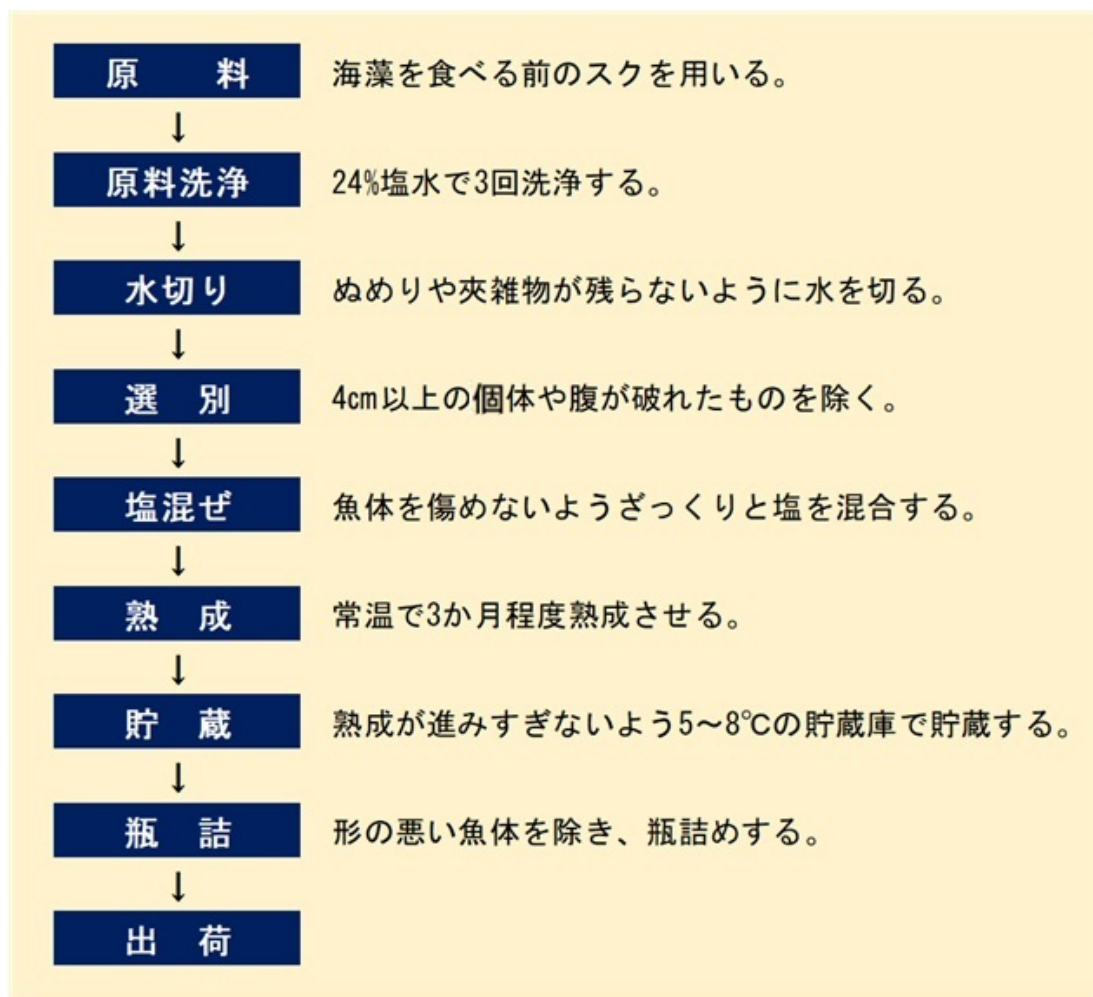 原　料 海藻を食べる前のスクを用いる。
↓
原料洗浄 24%塩水で3回洗浄する。
↓
水切り ぬめりや夾雑物が残らないように水を切る。
↓
選　別 4cm以上の個体や腹が破れたものを除く。
↓
塩混ぜ 魚体を傷めないようざっくりと塩を混合する。
↓
熟　成 常温で3か月程度熟成させる。
↓
貯　蔵 熟成が進みすぎないよう5～8℃の貯蔵庫で貯蔵する。
↓
瓶　詰 形の悪い魚体を除き、瓶詰めする。
↓
出　荷